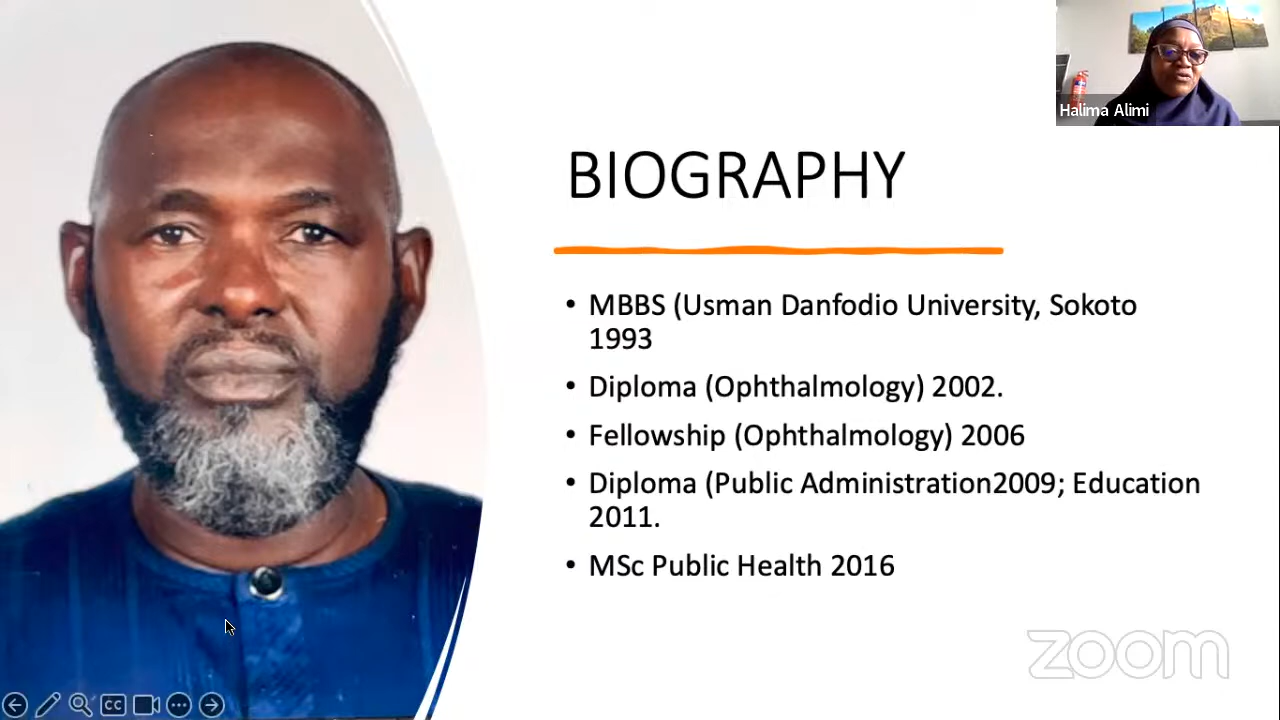 Halima Alimi
BIOGRAPHY
• MBBS (Usman Danfodio University, Sokoto
1993
• Diploma (Ophthalmology) 2002.
• Fellowship (Ophthalmology) 2006
• Diploma (Public Administration2009; Education
2011.
• MSc Public Health 2016
zoom
CC